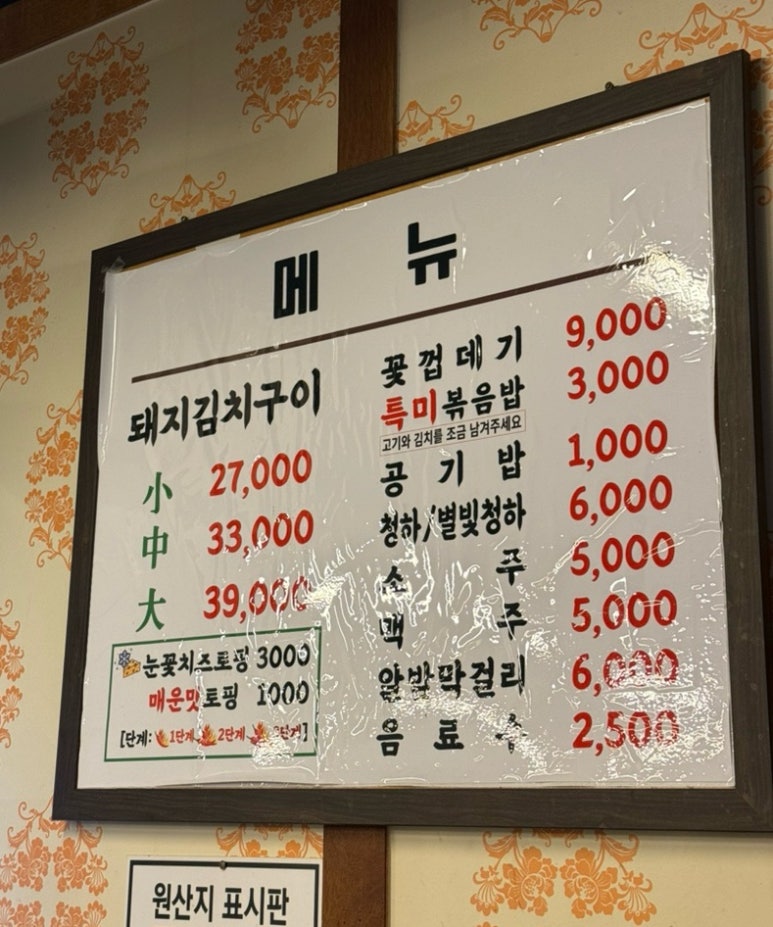 메뉴
돼지김치구이
小 27,000
中 33,000
大 39,000
눈꽃치즈토핑 3000
매운맛토핑 1000
[단계: 1단계 2단계 3단계]
꽃껍데기 9,000
특미볶음밥 3,000
고기와 김치를 조금 남겨주세요
공기밥 1,000
청하/별빛청하 6,000
소주 5,000
맥주 5,000
알밤막걸리 6,000
음료수 2,500
원산지 표시판